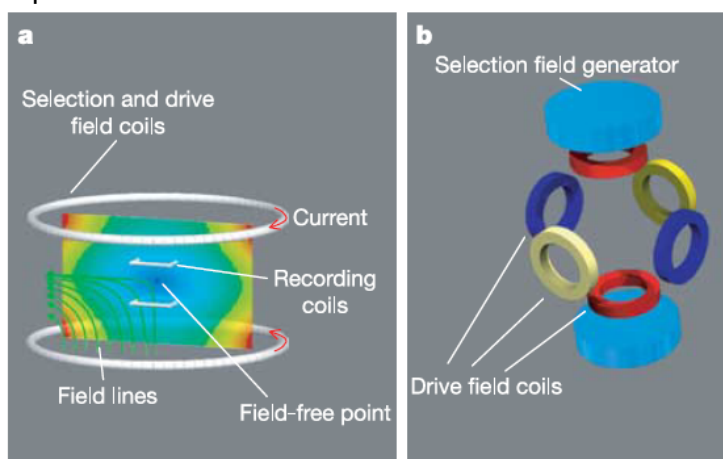 a
Selection and drive
field coils
Current
Recording
coils
Field lines
Field-free point
b
Selection field generator
Drive field coils